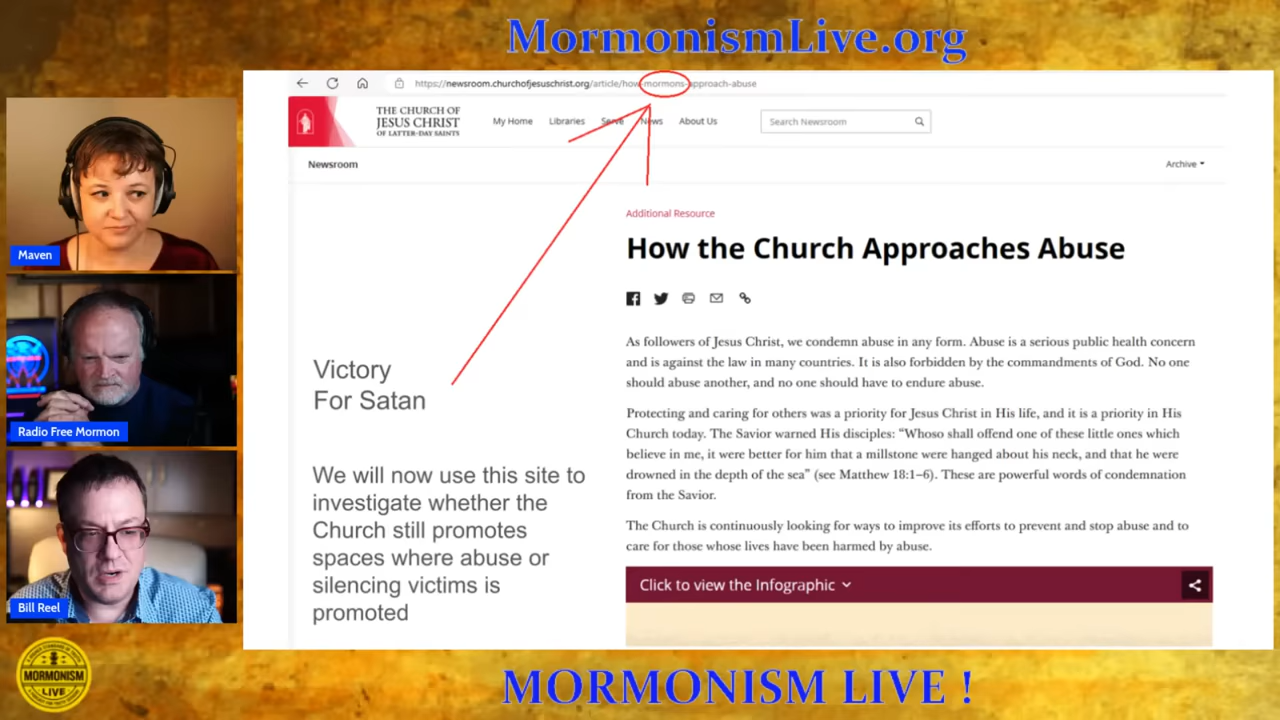 MormonismLive.org
https://newsroom.churchofjesuschrist.org/article/how-mormons-approach-abuse
THE CHURCH OF
JESUS CHRIST
OF LATTER-DAY SAINTS
My Home Libraries Serve News About Us
Search Newsroom
Newsroom
Archive
Additional Resource
How the Church Approaches Abuse
As followers of Jesus Christ, we condemn abuse in any form. Abuse is a serious public health concern
and is against the law in many countries. It is also forbidden by the commandments of God. No one
should abuse another, and no one should have to endure abuse.
Protecting and caring for others was a priority for Jesus Christ in His life, and it is a priority in His
Church today. The Savior warned His disciples: “Whoso shall offend one of these little ones which
believe in me, it were better for him that a millstone were hanged about his neck, and that he were
drowned in the depth of the sea” (see Matthew 18:1–6). These are powerful words of condemnation
from the Savior.
The Church is continuously looking for ways to improve its efforts to prevent and stop abuse and to
care for those whose lives have been harmed by abuse.
Click to view the Infographic
Victory
For Satan
We will now use this site to
investigate whether the
Church still promotes
spaces where abuse or
silencing victims is
promoted
Maven
Radio Free Mormon
Bill Reel
MORMONISM
LIVE
MORMONISM LIVE !